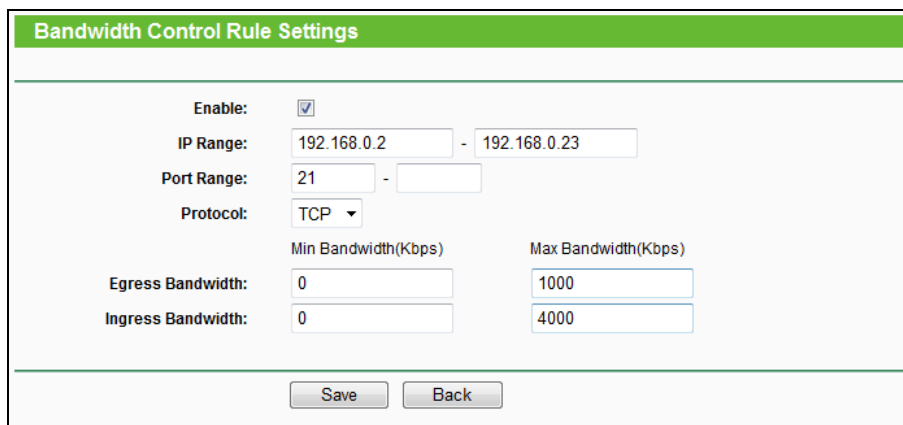 Bandwidth Control Rule Settings
Enable:
IP Range: 192.168.0.2 - 192.168.0.23
Port Range: 21 -
Protocol: TCP
Min Bandwidth(Kbps) Max Bandwidth(Kbps)
Egress Bandwidth: 0 1000
Ingress Bandwidth: 0 4000
Save Back